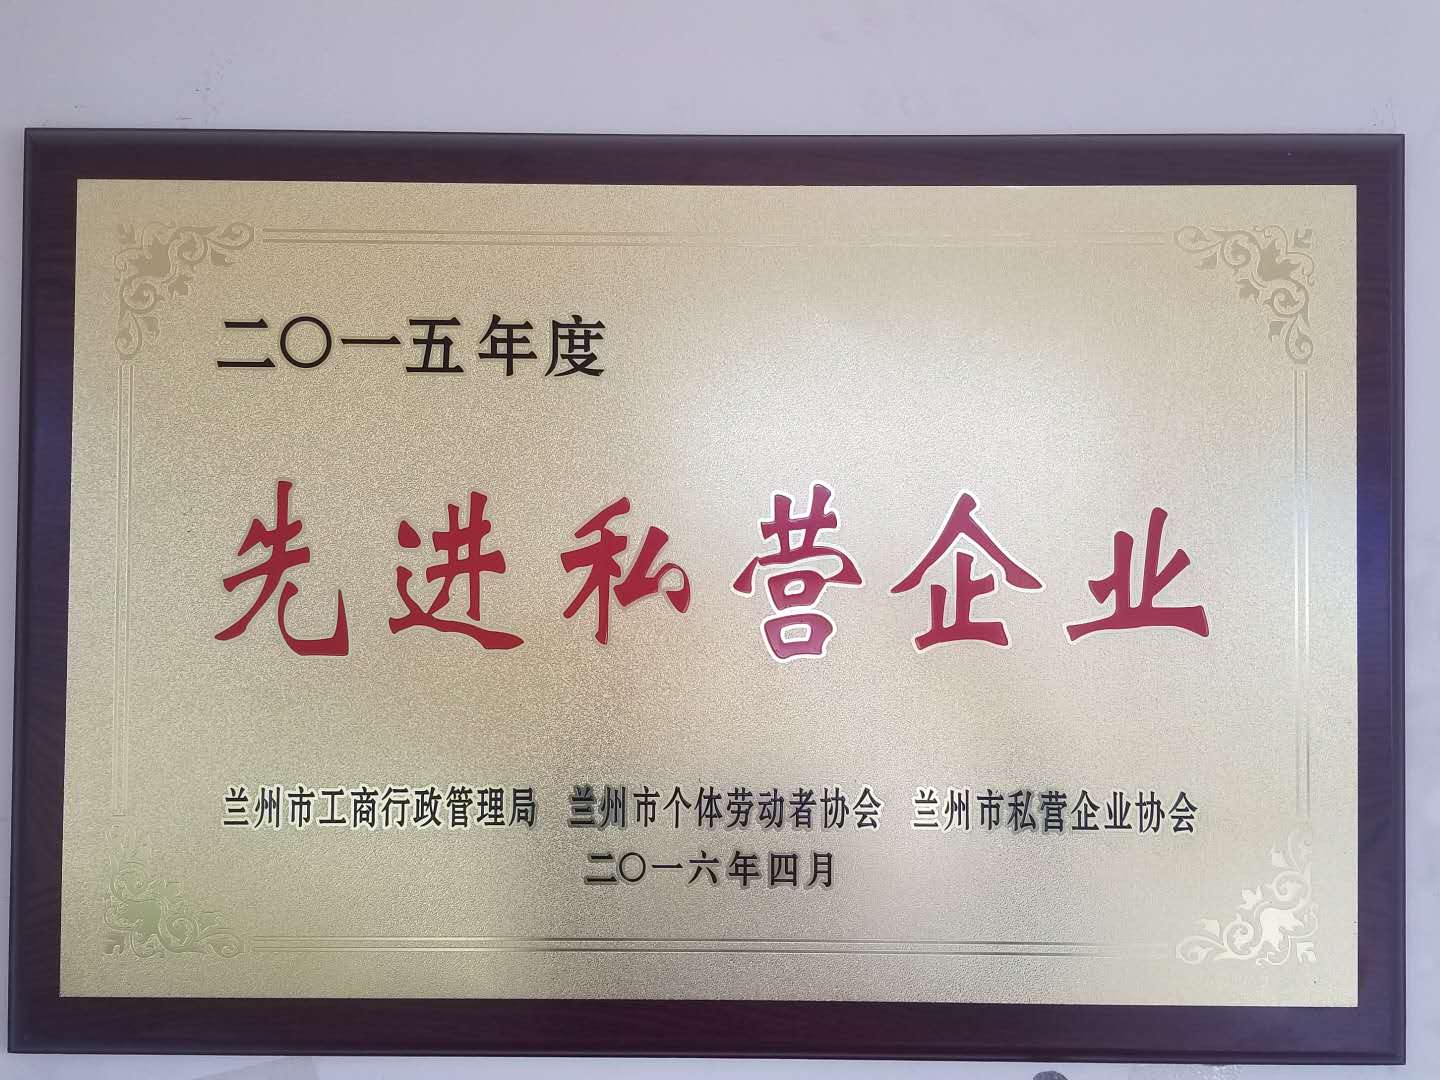 二〇一五年度
先进私营企业
兰州市工商行政管理局 兰州市个体劳动者协会 兰州市私营企业协会
二〇一六年四月